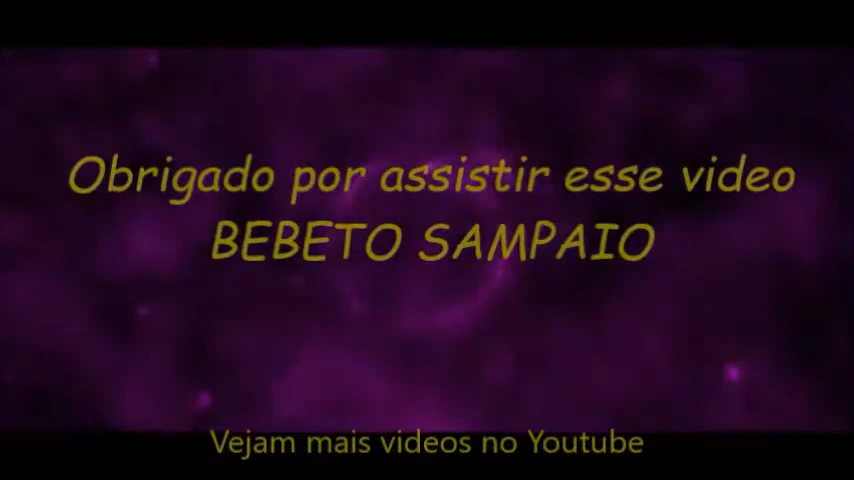 Obrigado por assistir esse video
BEBETO SAMPAIO
Vejam mais videos no Youtube